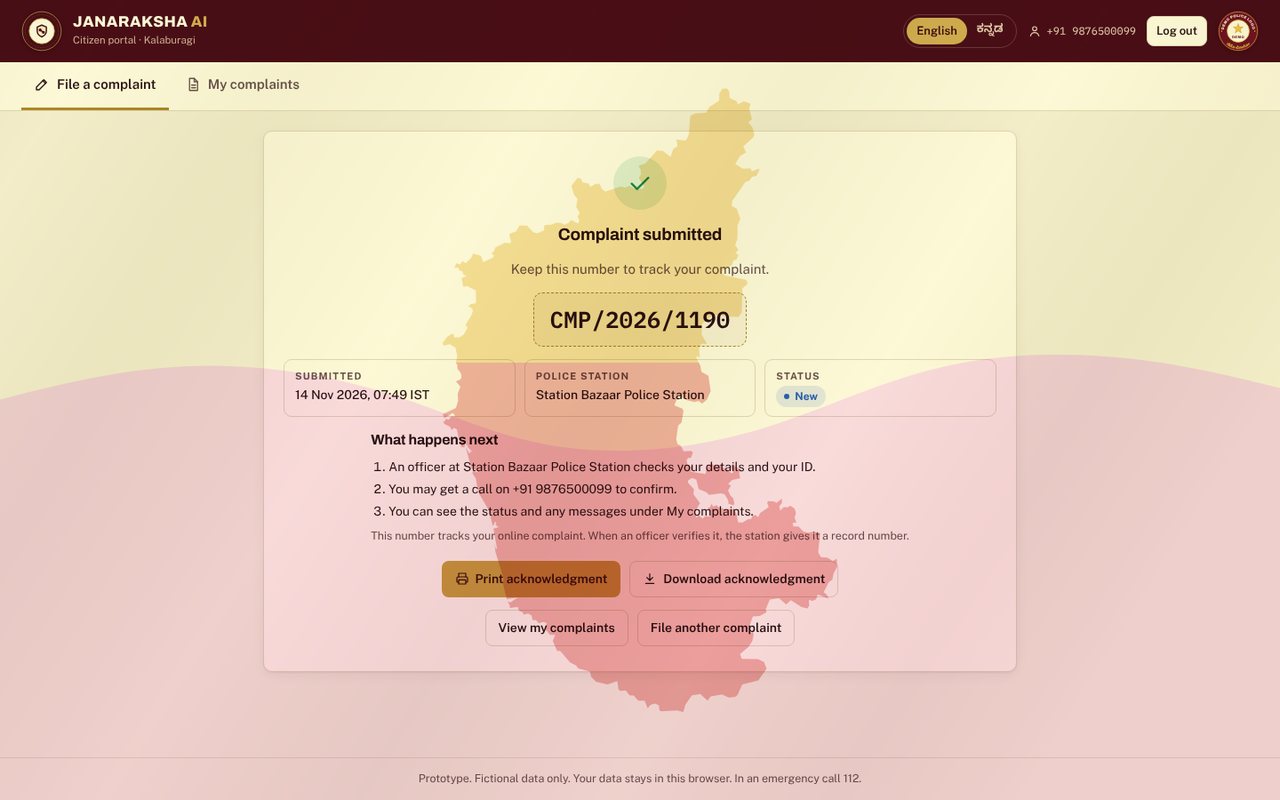 JANARAKSHA AI
Citizen portal · Kalaburagi
English
ಕನ್ನಡ
+91 9876500099
Log out
File a complaint
My complaints
Complaint submitted
Keep this number to track your complaint.
CMP/2026/1190
SUBMITTED
14 Nov 2026, 07:49 IST
POLICE STATION
Station Bazaar Police Station
STATUS
New
What happens next
1. An officer at Station Bazaar Police Station checks your details and your ID.
2. You may get a call on +91 9876500099 to confirm.
3. You can see the status and any messages under My complaints.
This number tracks your online complaint. When an officer verifies it, the station gives it a record number.
Print acknowledgment
Download acknowledgment
View my complaints
File another complaint
Prototype. Fictional data only. Your data stays in this browser. In an emergency call 112.